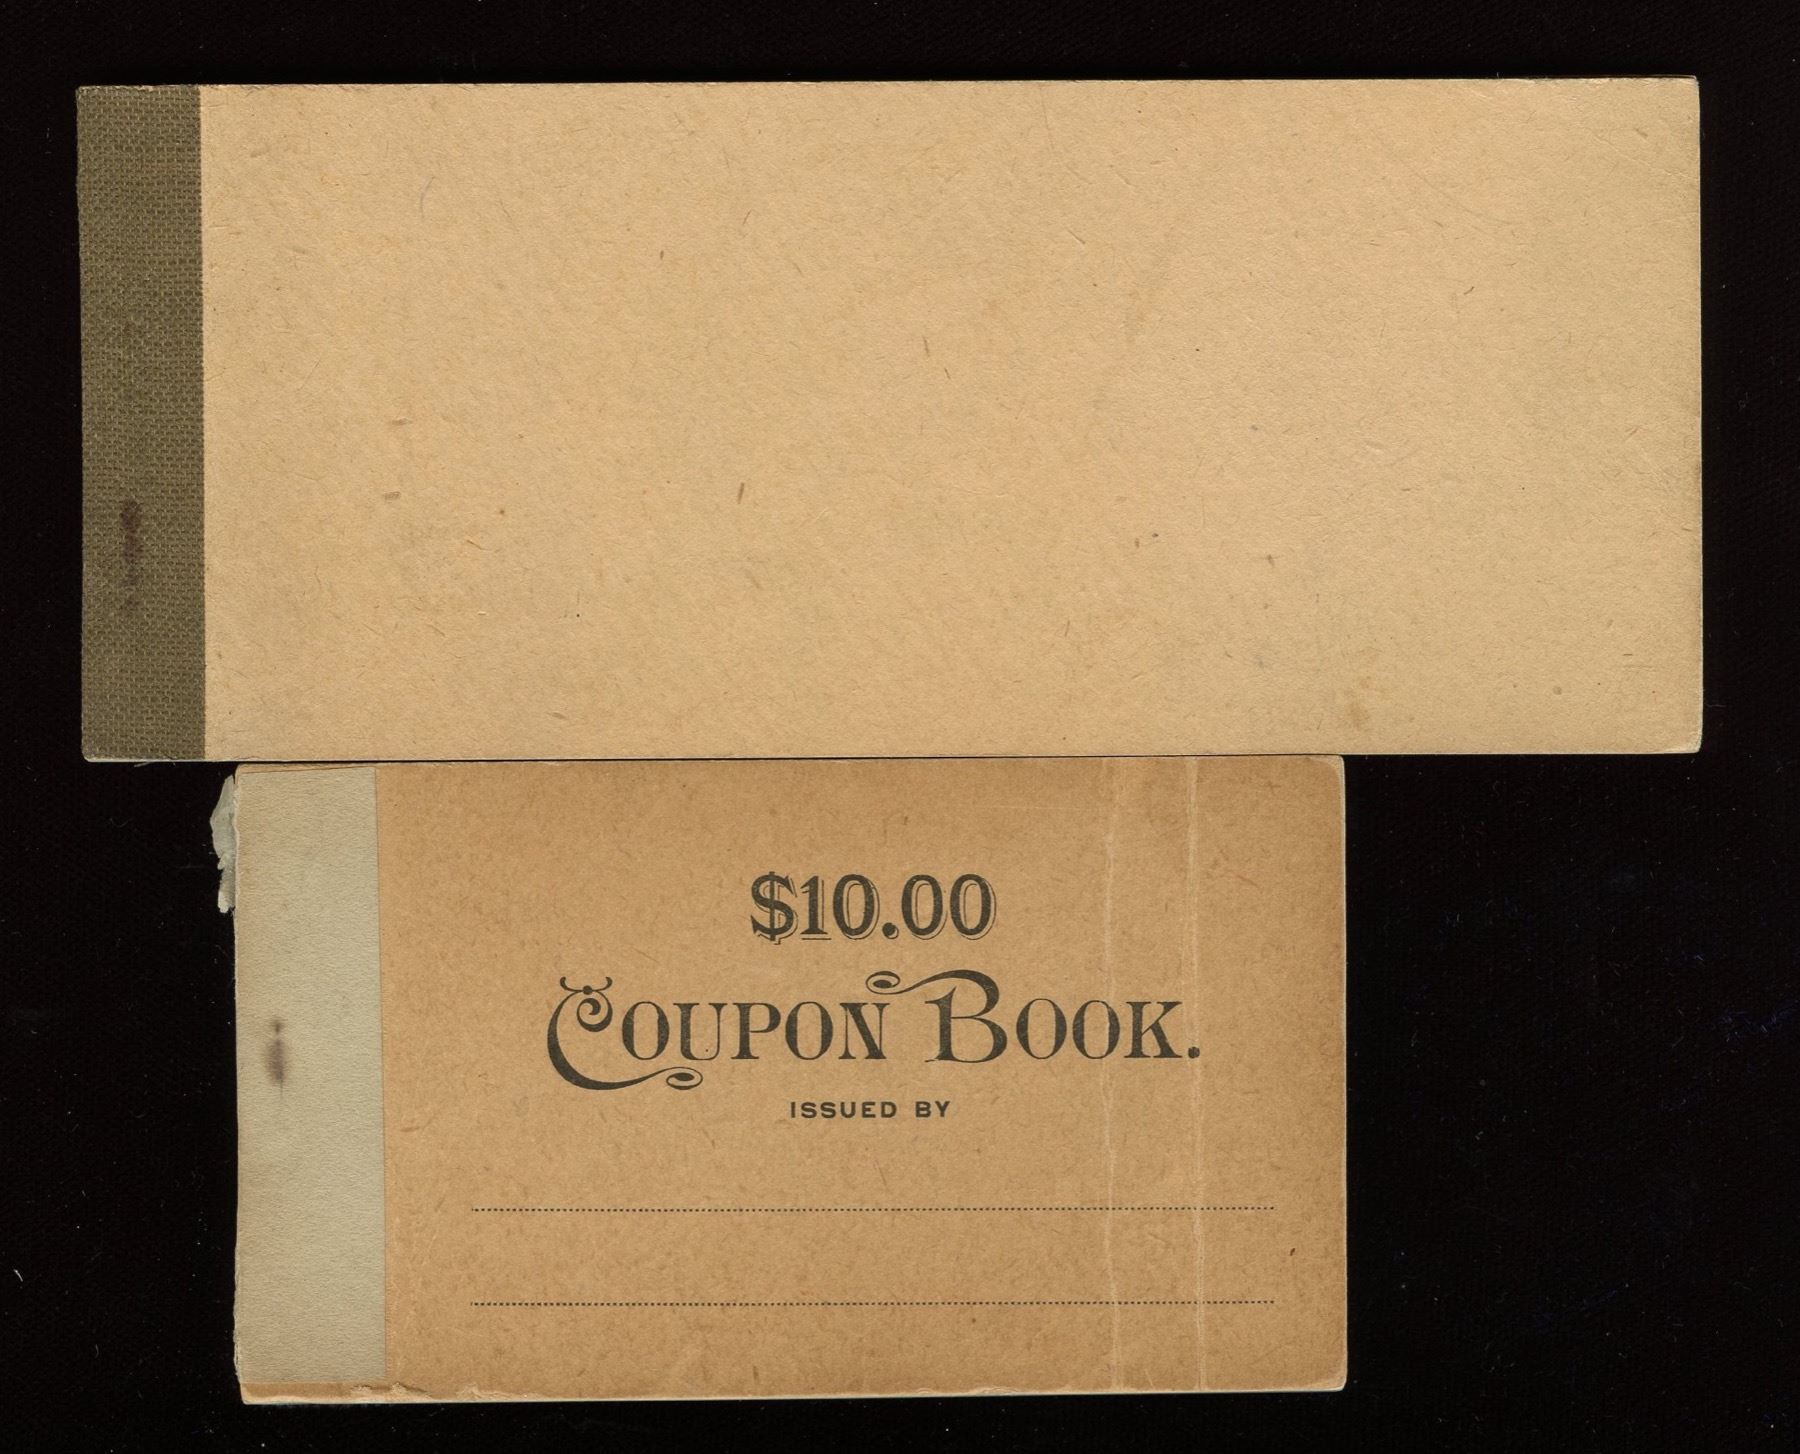 $10.00
COUPON BOOK.
ISSUED BY